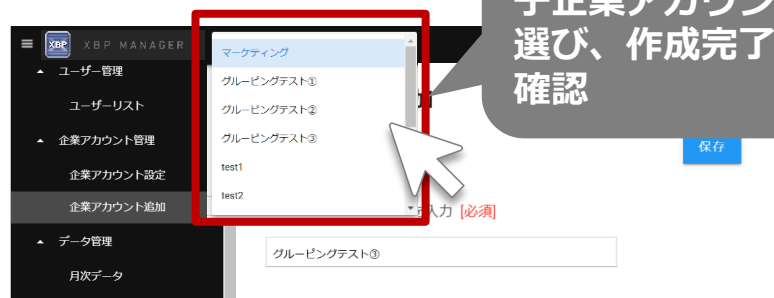 子企業アカウン
選び、作成完了
確認
XBP XBP MANAGER
マーケティング
グルーピングテスト①
グルーピングテスト②
グルーピングテスト③
test1
test2
ユーザー管理
ユーザーリスト
企業アカウント管理
企業アカウント設定
企業アカウント追加
データ管理
月次データ
保存
入力 [必須]
グルーピングテスト③